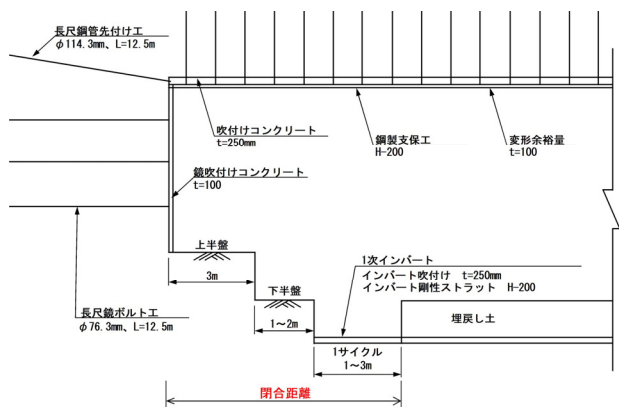 長尺鋼管先付け工
φ114.3mm、L=12.5m
吹付けコンクリート
t=250mm
鋼製支保工
H-200
変形余裕量
t=100
鏡吹付けコンクリート
t=100
上半盤
3m
下半盤
1~2m
1次インバート
インバート吹付け t=250mm
インバート剛性ストラット H-200
長尺鏡ボルト工
φ76.3mm、L=12.5m
埋戻し土
1サイクル
1~3m
閉合距離